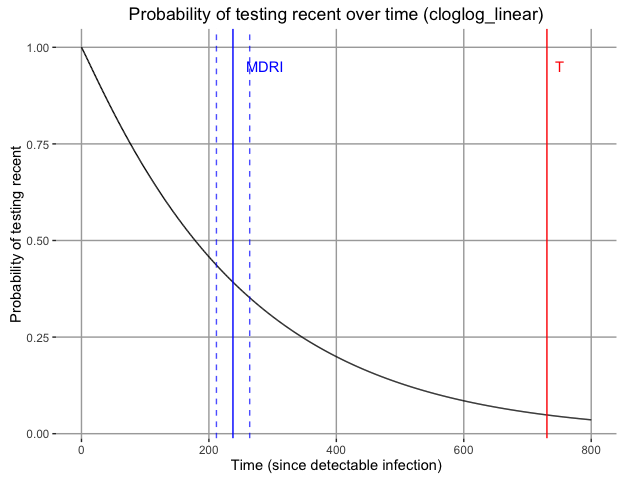 Probability of testing recent over time (cloglog_linear)
1.00
MDRI
T
0.75
Probability of testing recent
0.50
0.25
0.00
0
200
400
600
800
Time (since detectable infection)